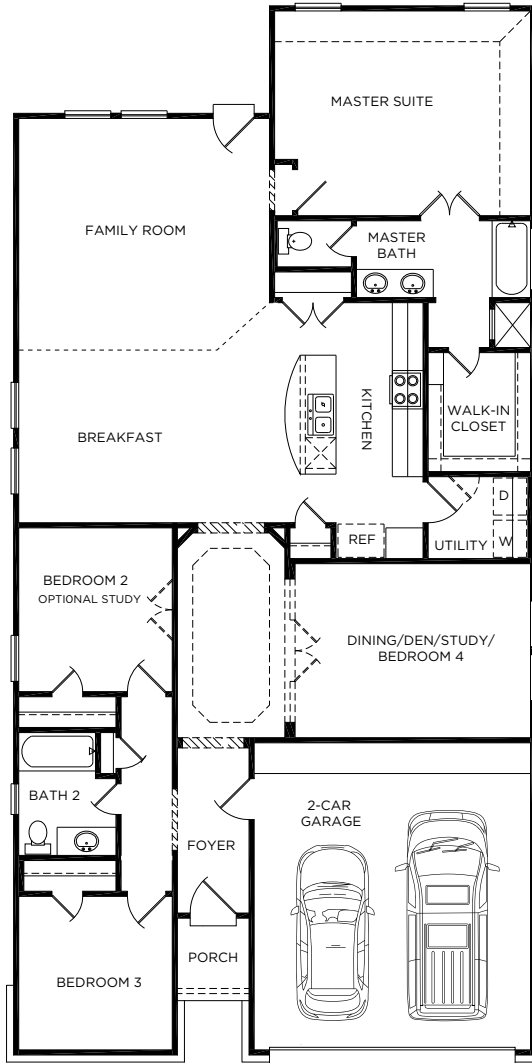 MASTER SUITE
FAMILY ROOM
MASTER
BATH
KITCHEN
WALK-IN
CLOSET
BREAKFAST
D
W
UTILITY
REF
BEDROOM 2
OPTIONAL STUDY
DINING/DEN/STUDY/
BEDROOM 4
BATH 2
2-CAR
GARAGE
FOYER
PORCH
BEDROOM 3